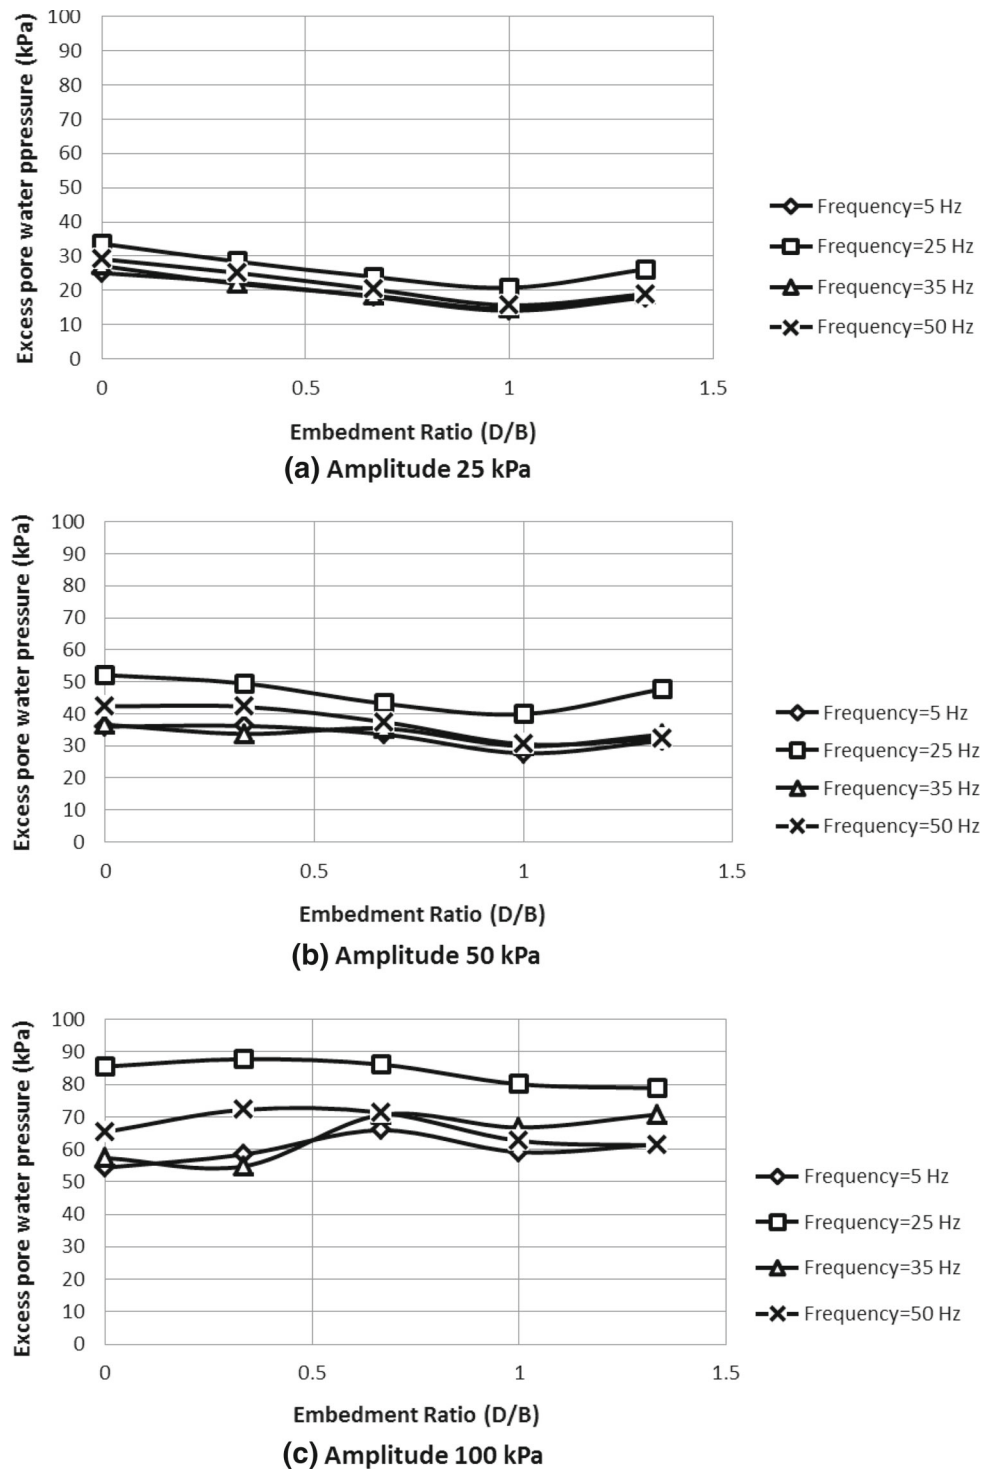 Excess pore water ppressure (kPa)
100
90
80
70
60
50
40
30
20
10
0
0 0.5 1 1.5
Embedment Ratio (D/B)
Frequency=5 Hz
Frequency=25 Hz
Frequency=35 Hz
Frequency=50 Hz
(a) Amplitude 25 kPa
Excess pore water pressure (kPa)
100
90
80
70
60
50
40
30
20
10
0
0 0.5 1 1.5
Embedment Ratio (D/B)
Frequency=5 Hz
Frequency=25 Hz
Frequency=35 Hz
Frequency=50 Hz
(b) Amplitude 50 kPa
Excess pore water pressure (kPa)
100
90
80
70
60
50
40
30
20
10
0
0 0.5 1 1.5
Embedment Ratio (D/B)
Frequency=5 Hz
Frequency=25 Hz
Frequency=35 Hz
Frequency=50 Hz
(c) Amplitude 100 kPa